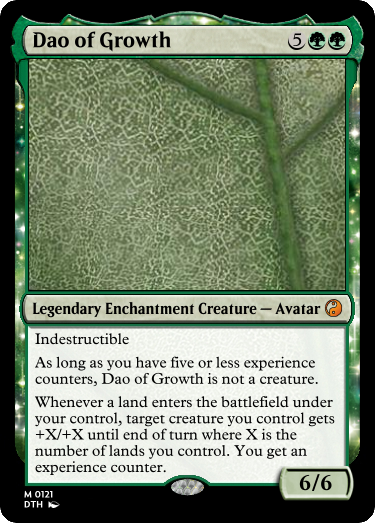 Dao of Growth 5
Legendary Enchantment Creature — Avatar
Indestructible
As long as you have five or less experience
counters, Dao of Growth is not a creature.
Whenever a land enters the battlefield under
your control, target creature you control gets
+X/+X until end of turn where X is the
number of lands you control. You get an
experience counter.
6/6
M 0121
DTH